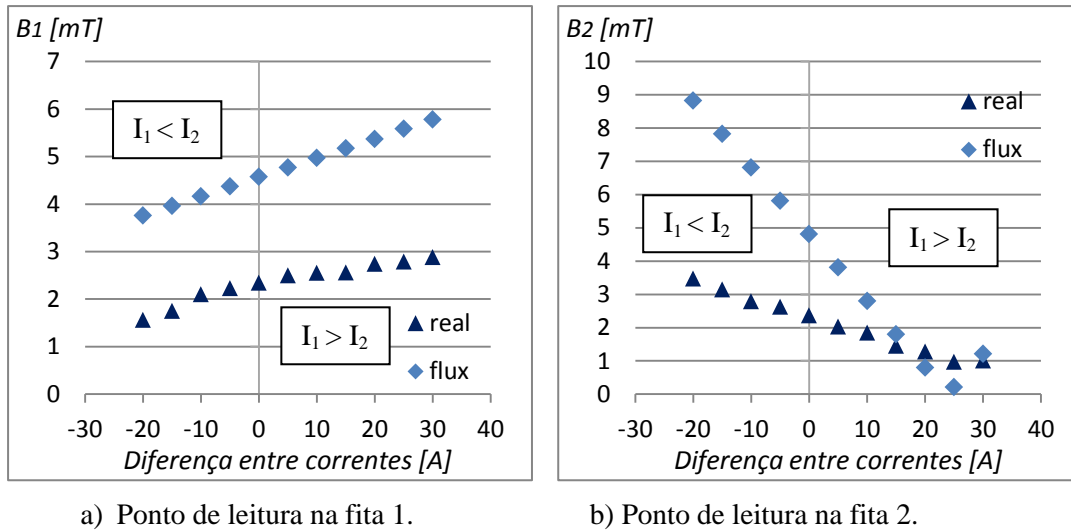 B1 [mT]
7
6
5
4
3
2
1
0
-30 -20 -10 0 10 20 30 40
Diferença entre correntes [A]
I₁ < I₂
I₁ > I₂
real
flux
B2 [mT]
10
9
8
7
6
5
4
3
2
1
0
-30 -20 -10 0 10 20 30 40
Diferença entre correntes [A]
real
flux
I₁ < I₂
I₁ > I₂
a) Ponto de leitura na fita 1.
b) Ponto de leitura na fita 2.